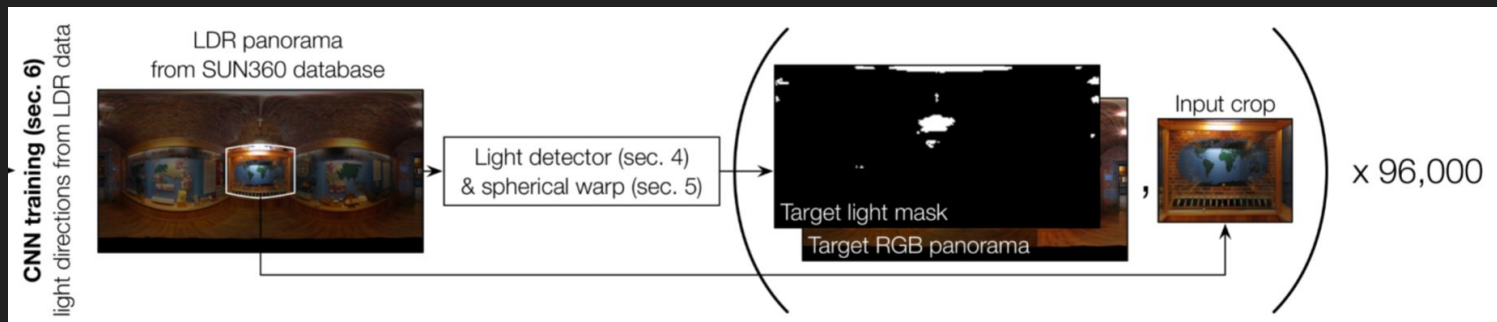 CNN training (sec. 6)
light directions from LDR data
LDR panorama
from SUN360 database
Light detector (sec. 4)
& spherical warp (sec. 5)
Target light mask
Target RGB panorama
,
Input crop
x 96,000